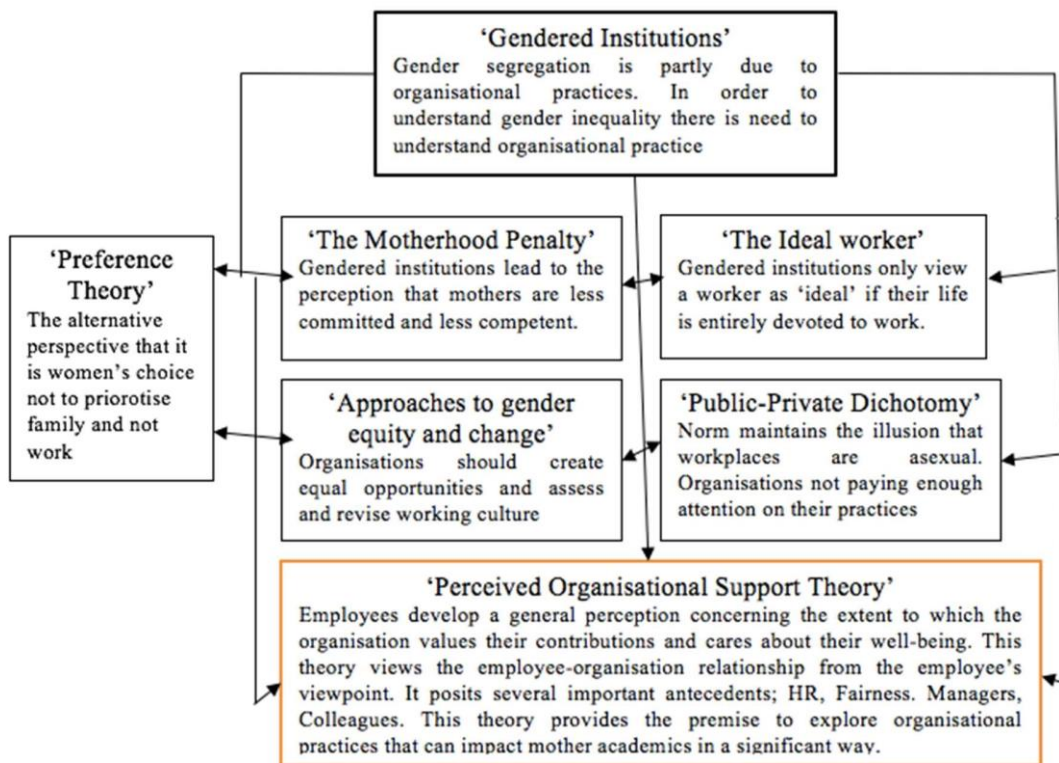 ‘Gendered Institutions’
Gender segregation is partly due to
organisational practices. In order to
understand gender inequality there is need to
understand organisational practice
‘Preference
Theory’
The alternative
perspective that it
is women’s choice
not to priorotise
family and not
work
‘The Motherhood Penalty’
Gendered institutions lead to the
perception that mothers are less
committed and less competent.
‘The Ideal worker’
Gendered institutions only view
a worker as ‘ideal’ if their life
is entirely devoted to work.
‘Approaches to gender
equity and change’
Organisations should create
equal opportunities and assess
and revise working culture
‘Public-Private Dichotomy’
Norm maintains the illusion that
workplaces are asexual.
Organisations not paying enough
attention on their practices
‘Perceived Organisational Support Theory’
Employees develop a general perception concerning the extent to which the
organisation values their contributions and cares about their well-being. This
theory views the employee-organisation relationship from the employee’s
viewpoint. It posits several important antecedents; HR, Fairness. Managers,
Colleagues. This theory provides the premise to explore organisational
practices that can impact mother academics in a significant way.